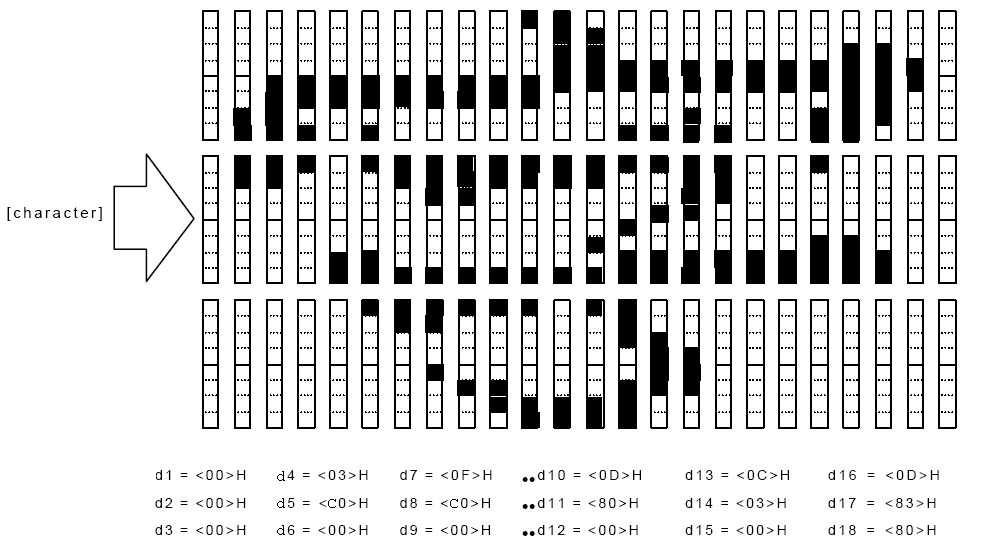 [character]
d1 = <00>H d4 = <03>H d7 = <0F>H ••d10 = <0D>H d13 = <0C>H d16 = <0D>H
d2 = <00>H d5 = <C0>H d8 = <C0>H ••d11 = <80>H d14 = <03>H d17 = <83>H
d3 = <00>H d6 = <00>H d9 = <00>H ••d12 = <00>H d15 = <00>H d18 = <80>H